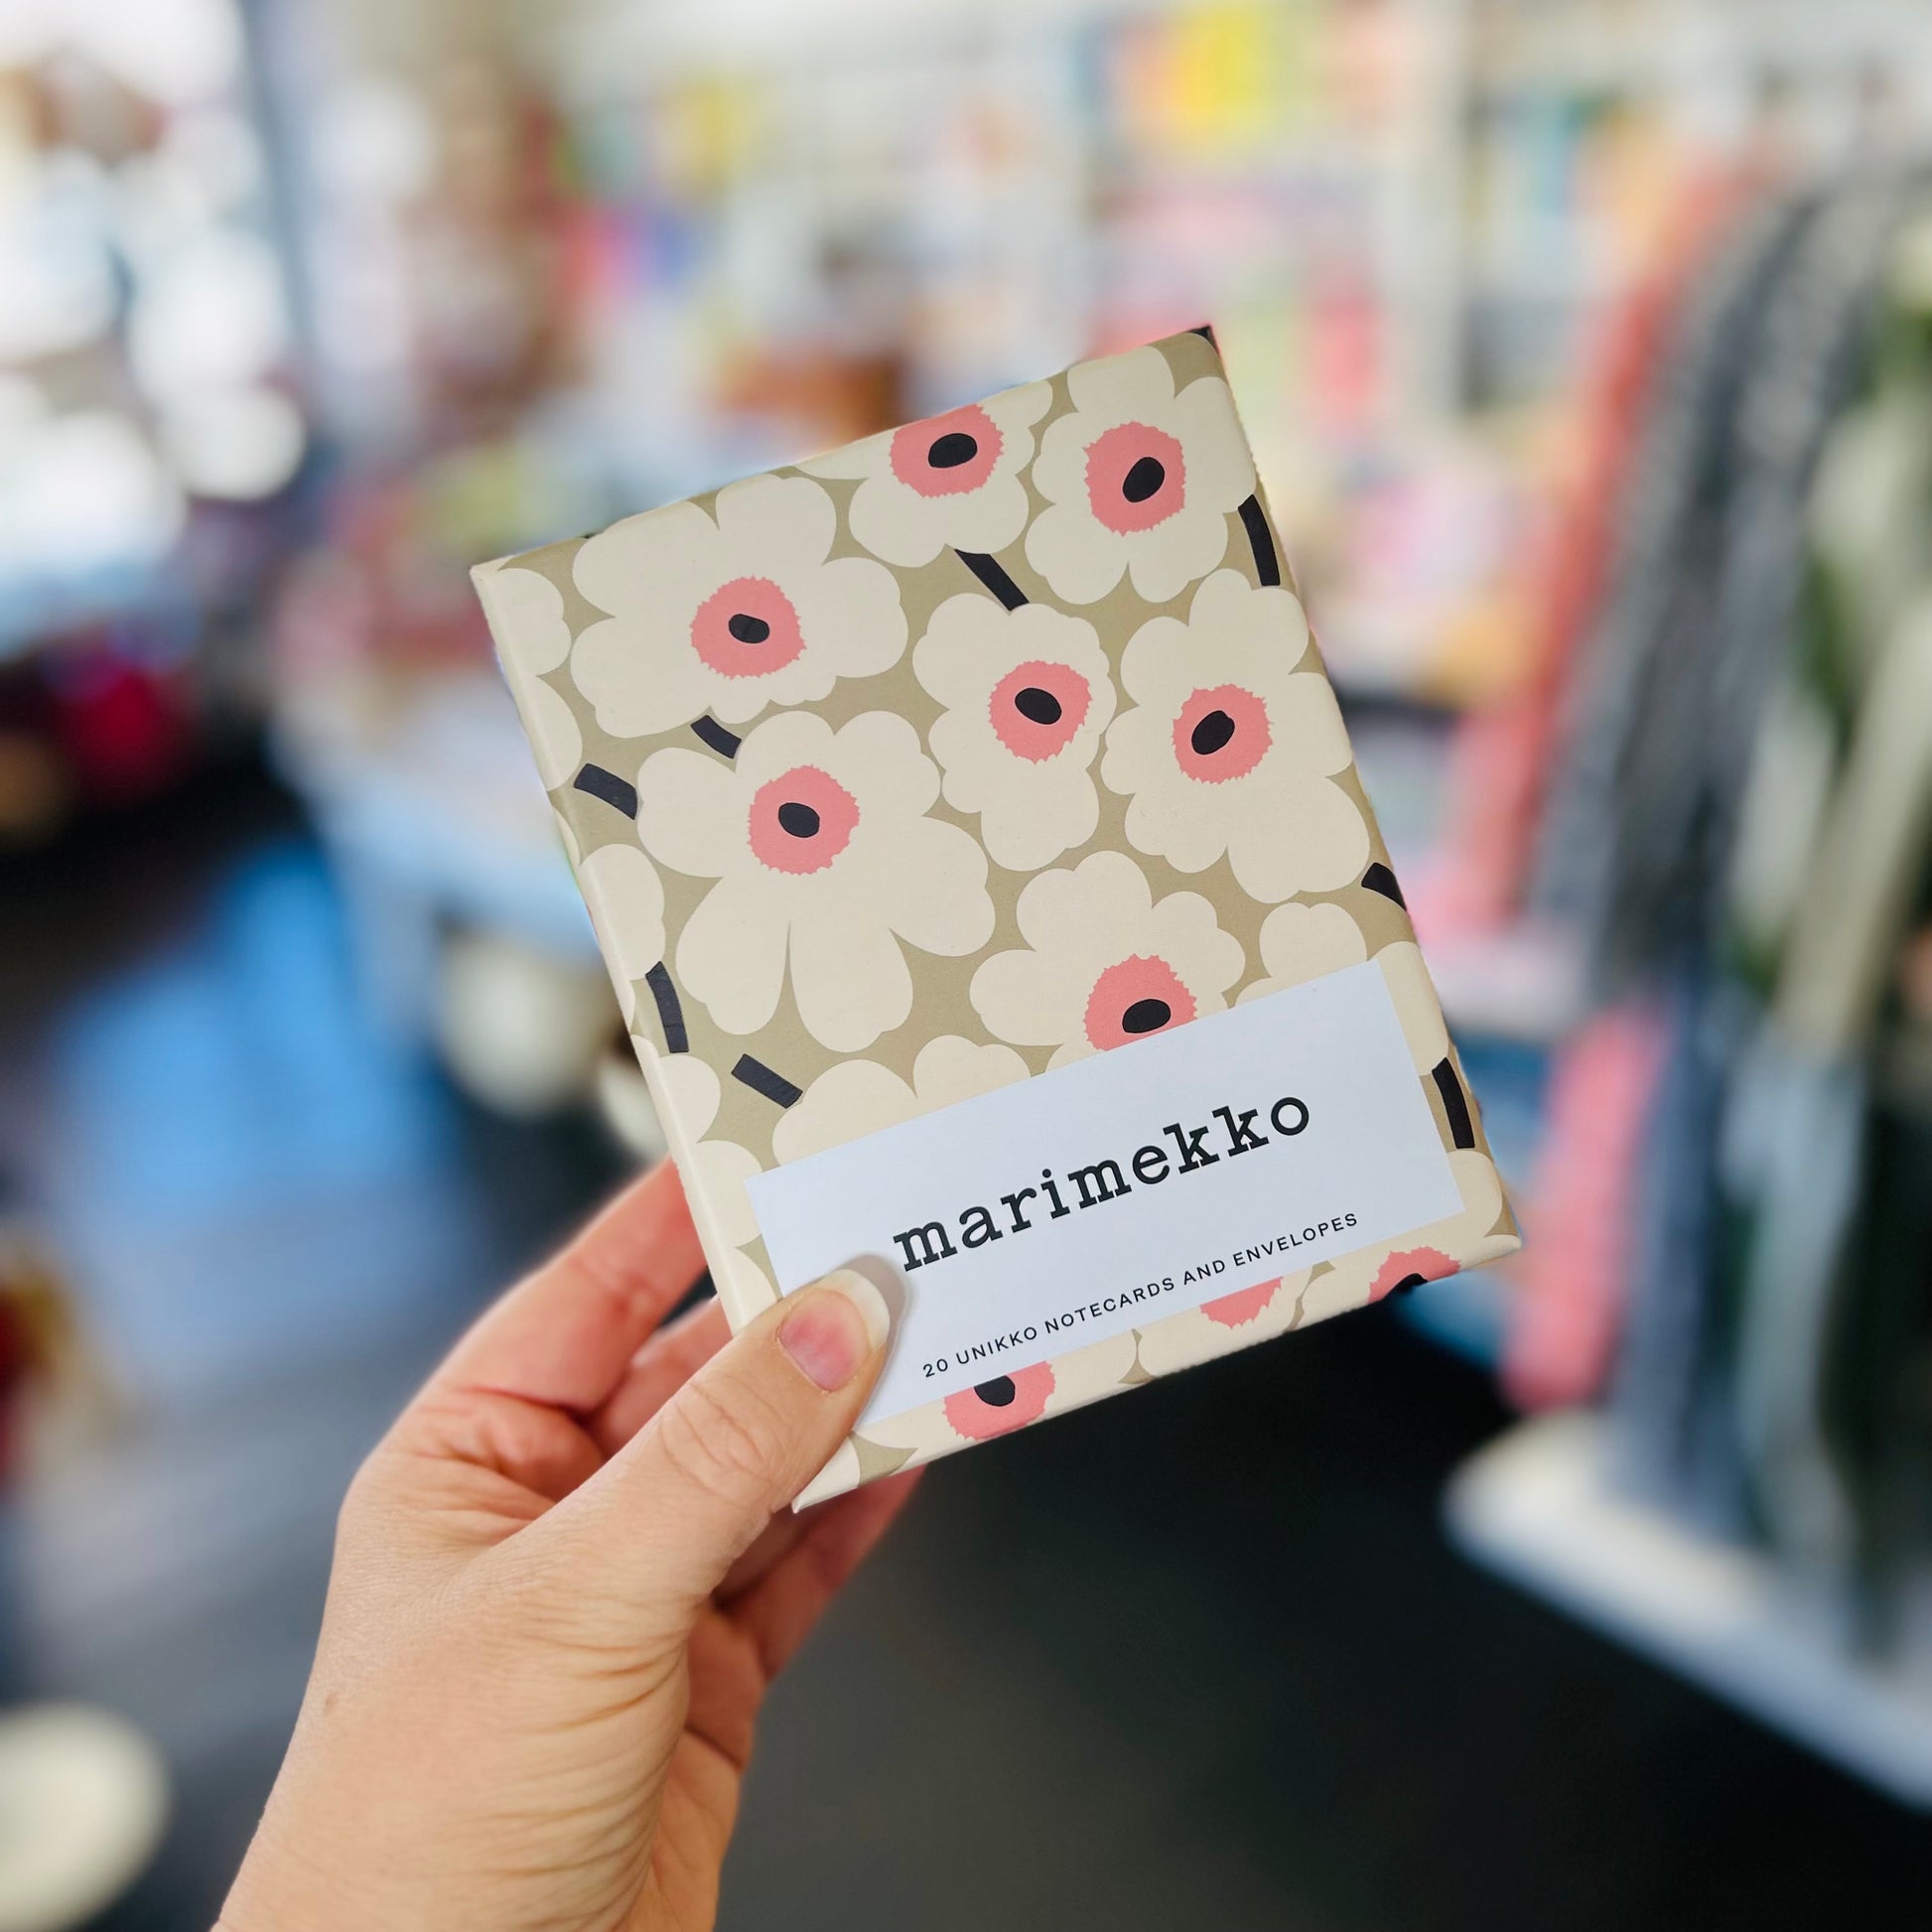 marimekko
20 UNIKKO NOTECARDS AND ENVELOPES